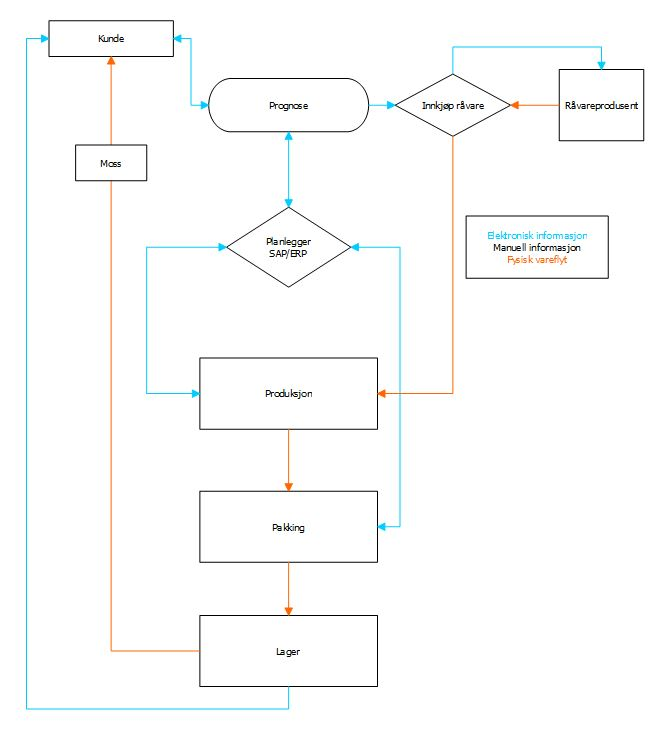 Kunde
Prognose
Innkjøp råvare
Råvareprodusent
Moss
Planlegger
SAP/ERP
Elektronisk informasjon
Manuell informasjon
Fysisk vareflyt
Produksjon
Pakking
Lager